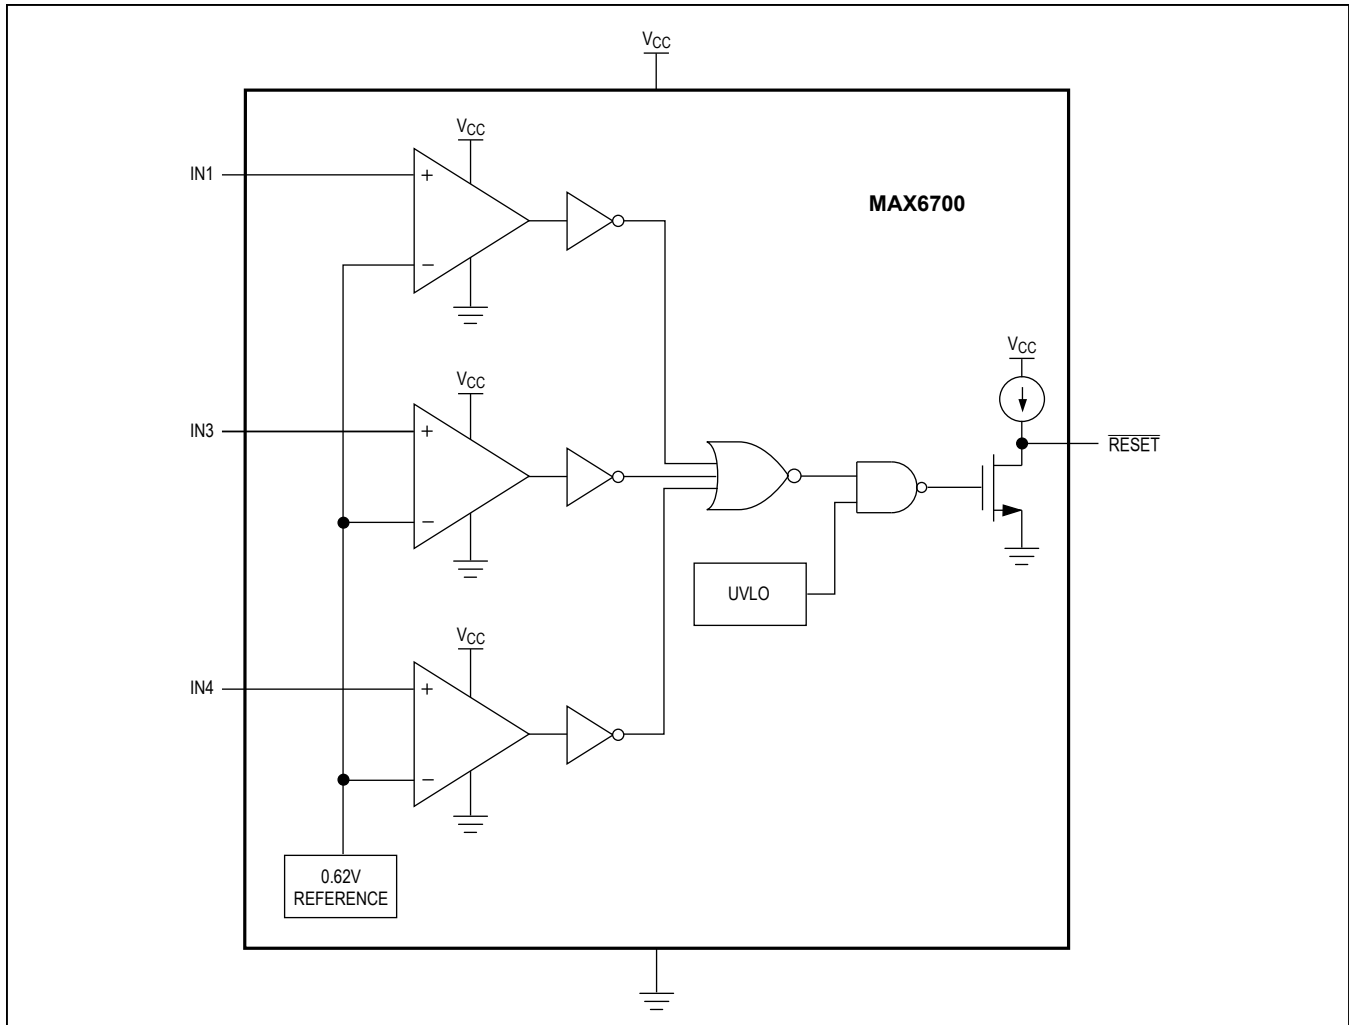 VCC
VCC
IN1
+
−
MAX6700
VCC
IN3
+
−
VCC
RESET
UVLO
VCC
IN4
+
−
0.62V
REFERENCE